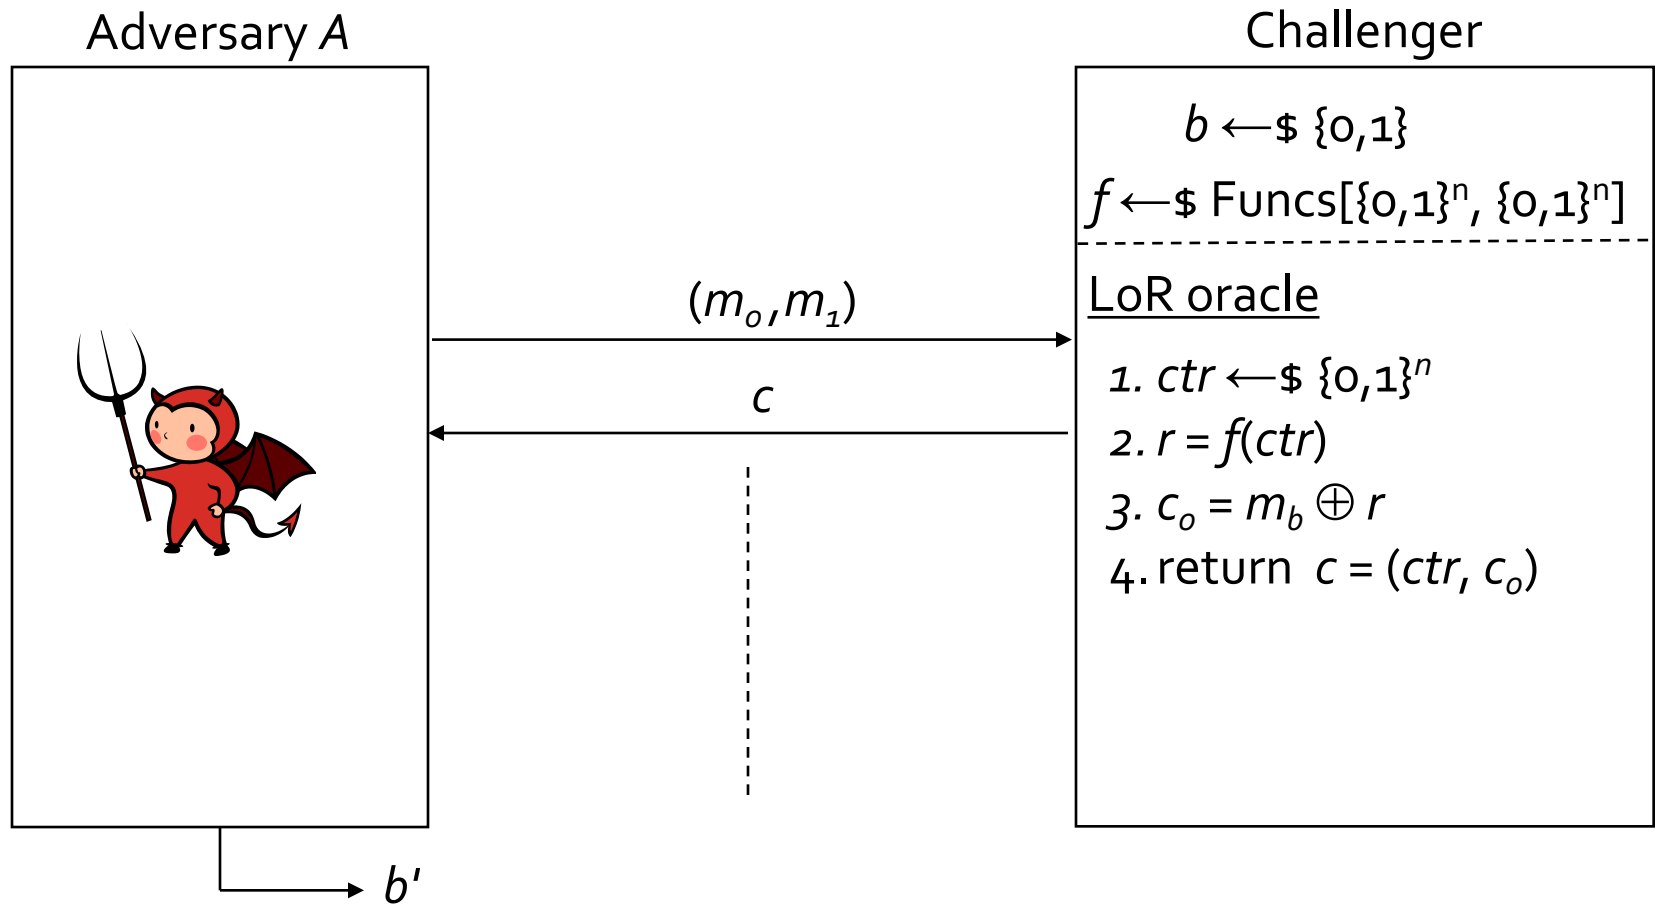 Adversary A
Challenger
b ⟵$ {0,1}
f ⟵$ Funcs[{0,1}ⁿ, {0,1}ⁿ]
LoR oracle
(m₀,m₁)
1. ctr ⟵$ {0,1}ⁿ
c
2. r = f(ctr)
3. c₀ = m_b ⊕ r
4. return c = (ctr, c₀)
b'